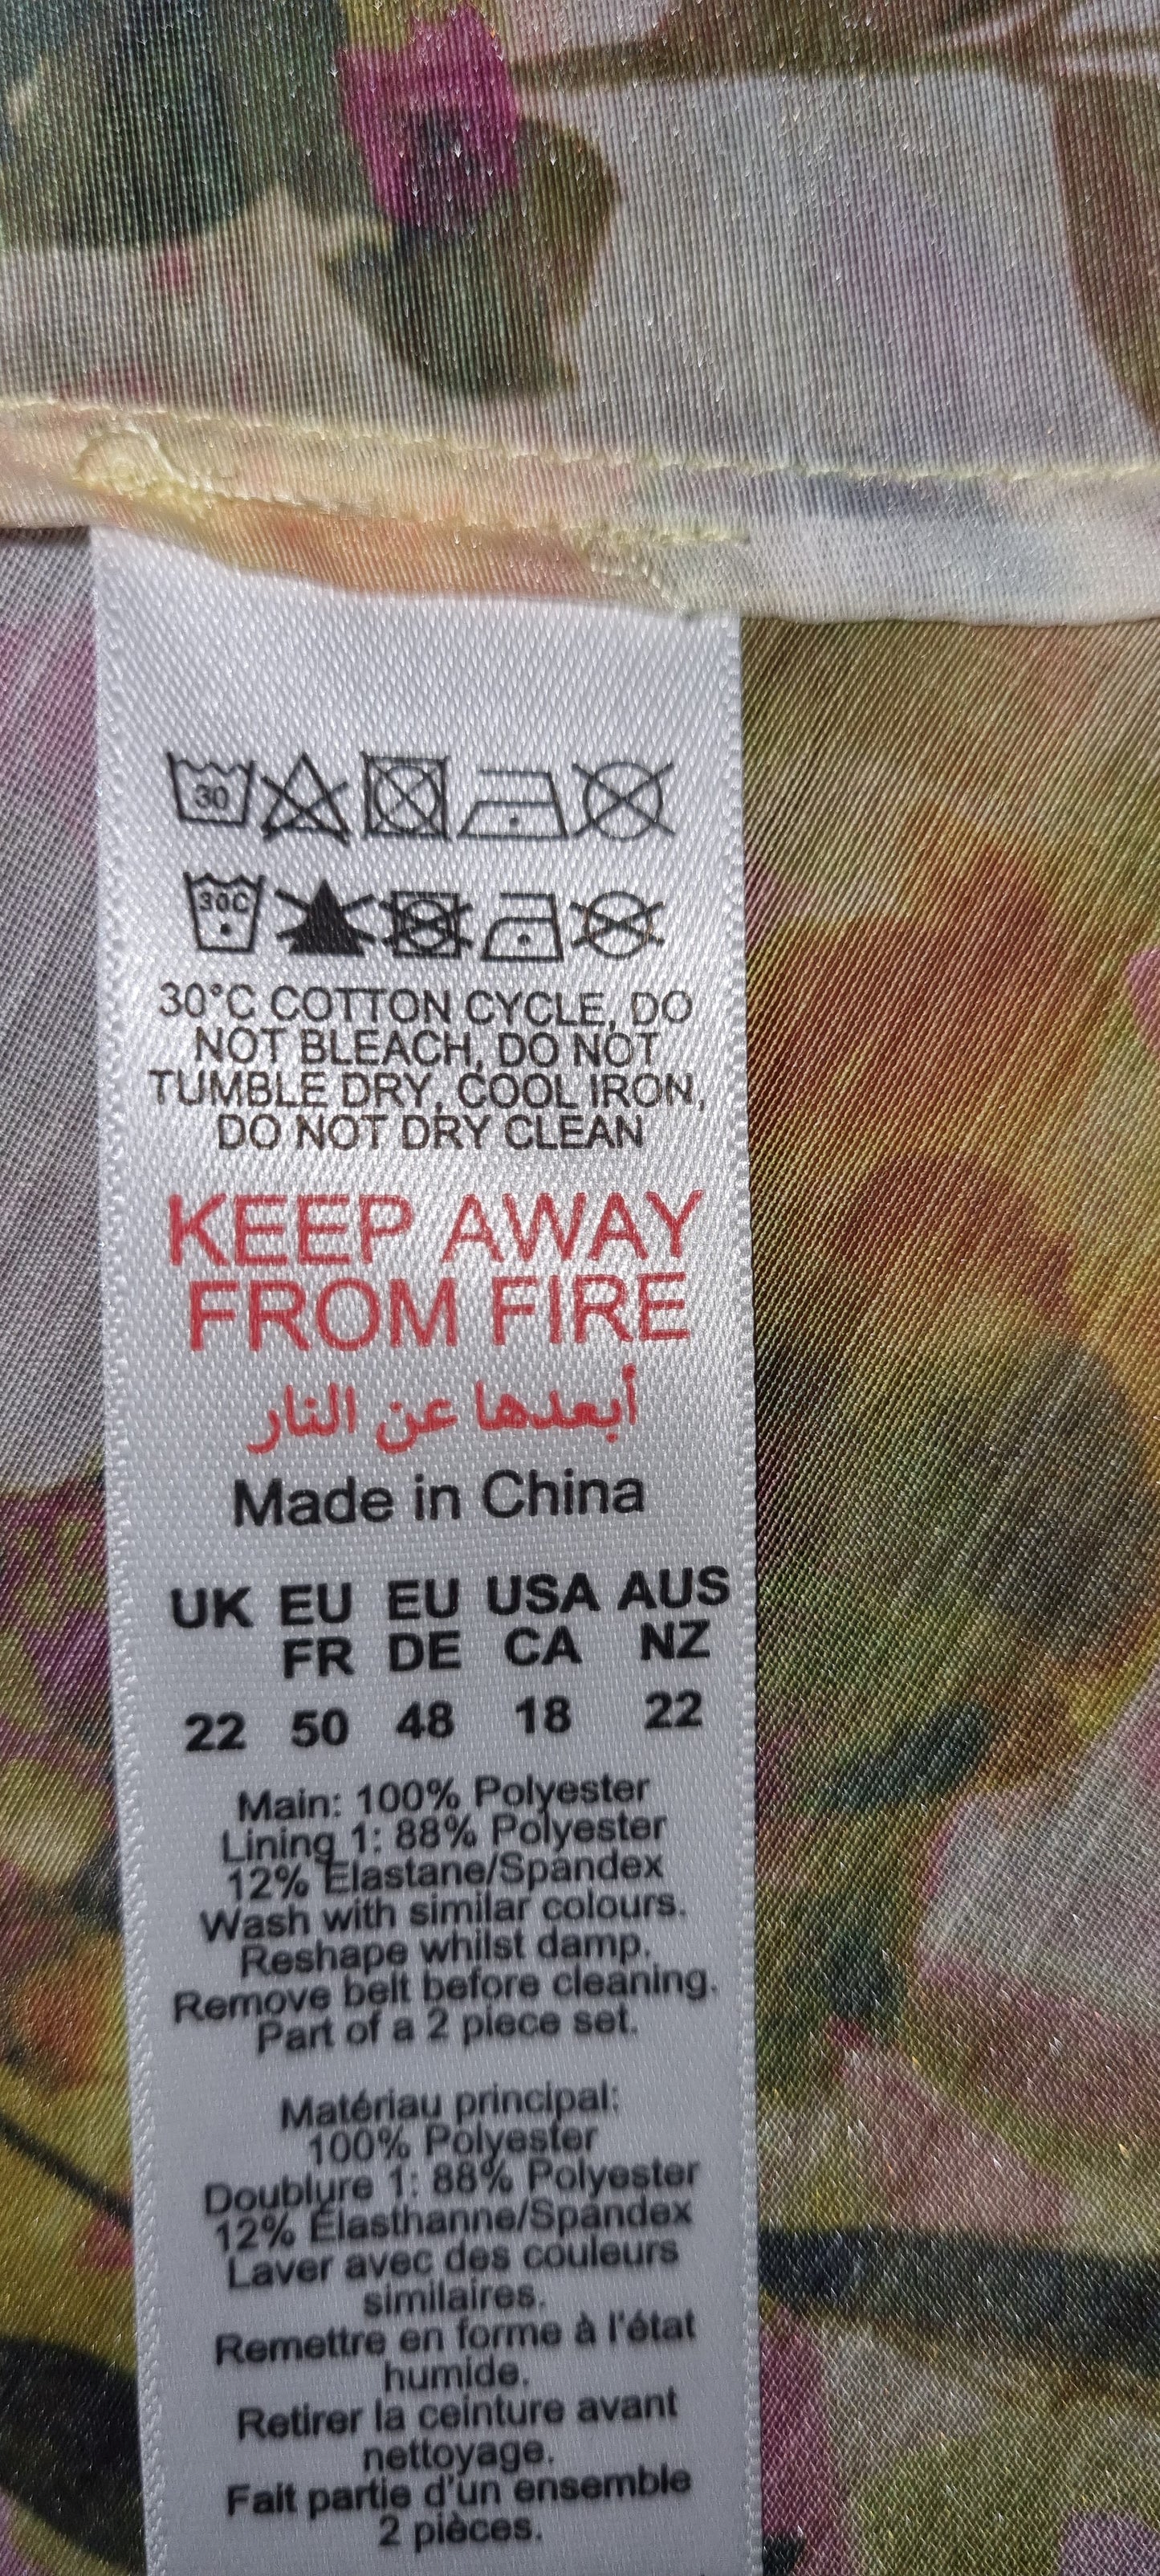 30
30C
30°C COTTON CYCLE, DO
NOT BLEACH, DO NOT
TUMBLE DRY, COOL IRON,
DO NOT DRY CLEAN
KEEP AWAY
FROM FIRE
أبعدها عن النار
Made in China
UK EU EU USA AUS
FR DE CA NZ
22 50 48 18 22
Main: 100% Polyester
Lining 1: 88% Polyester
12% Elastane/Spandex
Wash with similar colours.
Reshape whilst damp.
Remove belt before cleaning.
Part of a 2 piece set.
Matériau principal:
100% Polyester
Doublure 1: 88% Polyester
12% Élasthanne/Spandex
Laver avec des couleurs
similaires.
Remettre en forme à l'état
humide.
Retirer la ceinture avant
nettoyage.
Fait partie d'un ensemble
2 pièces.